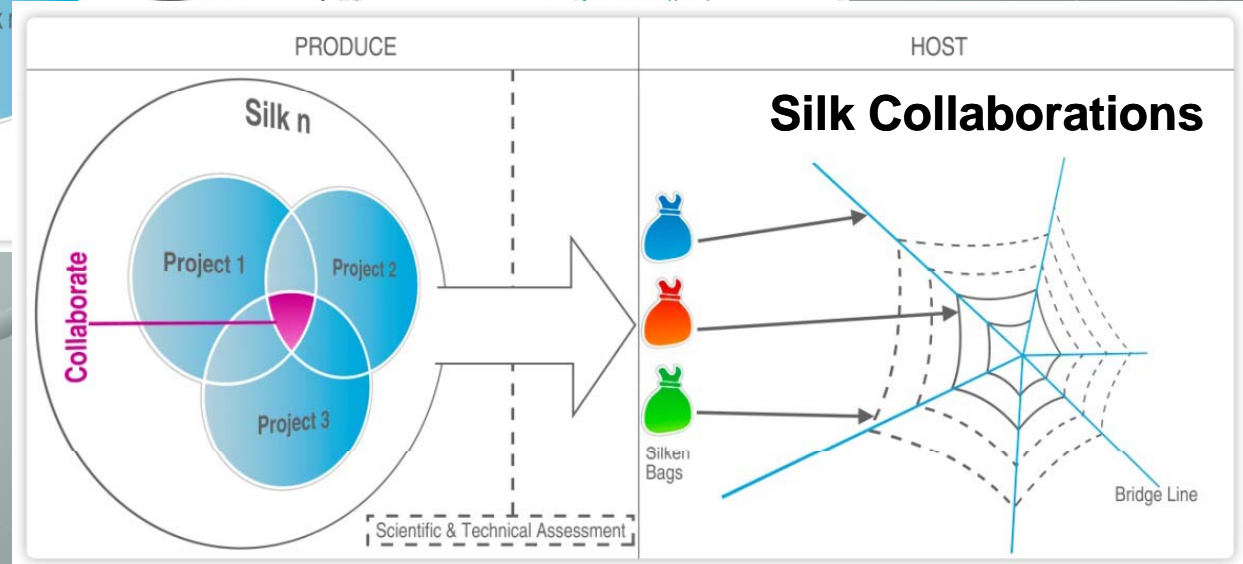 PRODUCE
HOST
Silk n
Silk Collaborations
Project 1
Project 2
Collaborate
Project 3
Silken
Bags
Bridge Line
Scientific & Technical Assessment